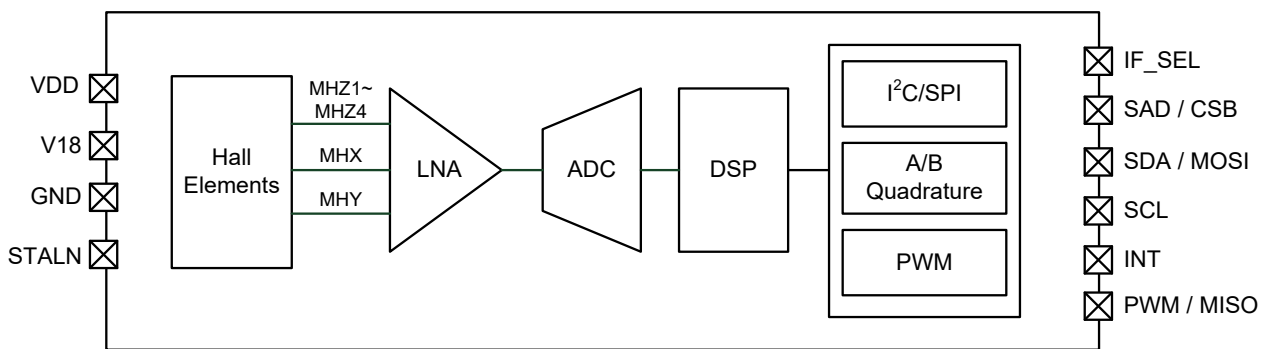 VDD
V18
GND
STALN
Hall
Elements
MHZ1~
MHZ4
MHX
MHY
LNA
ADC
DSP
I²C/SPI
A/B
Quadrature
PWM
IF_SEL
SAD / CSB
SDA / MOSI
SCL
INT
PWM / MISO